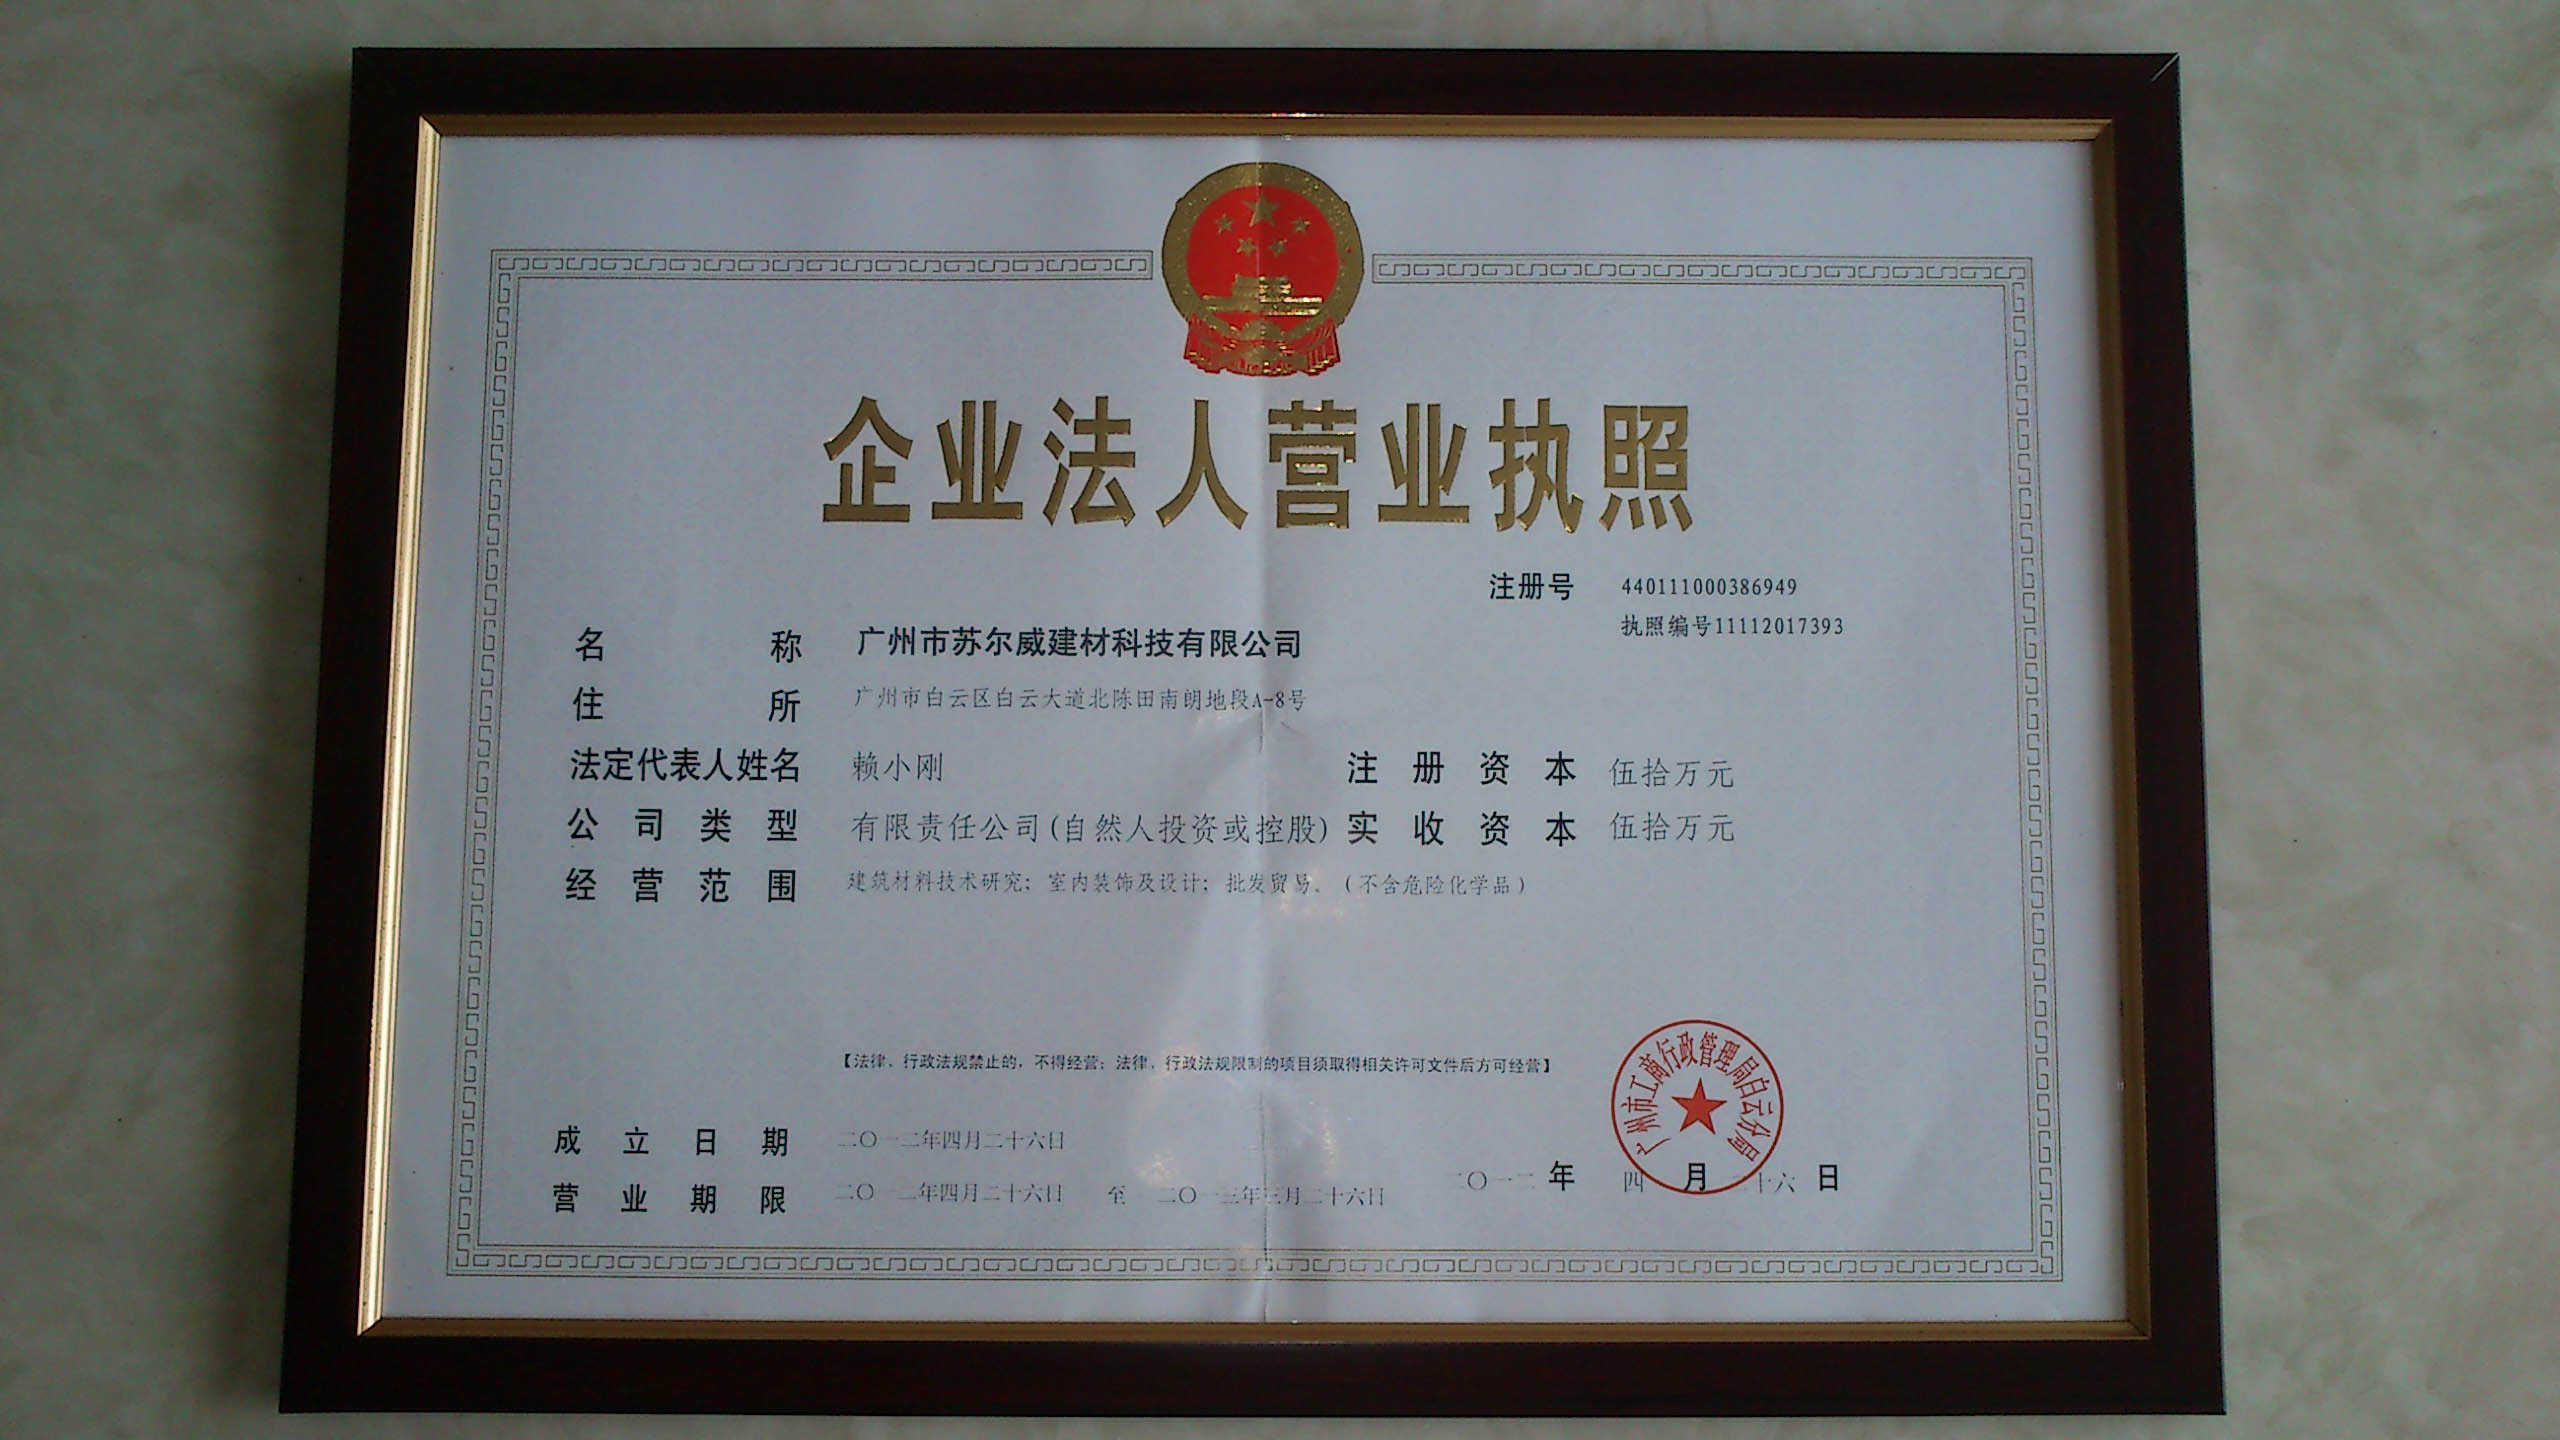 企业法人营业执照
注册号 440111000386949
执照编号11112017393
名称 广州市苏尔威建材科技有限公司
住所 广州市白云区白云大道北陈田南朗地段A-8号
法定代表人姓名 赖小刚 注册资本 伍拾万元
公司类型 有限责任公司(自然人投资或控股) 实收资本 伍拾万元
经营范围 建筑材料技术研究；室内装饰及设计；批发贸易。（不含危险化学品）
【法律、行政法规禁止的，不得经营；法律、行政法规限制的项目须取得相关许可文件后方可经营】
广州市工商行政管理局白云分局
成立日期 二〇一二年四月二十六日
二〇一二年 四月 二十六日
营业期限 二〇一二年四月二十六日 至 二〇一三年三月二十六日